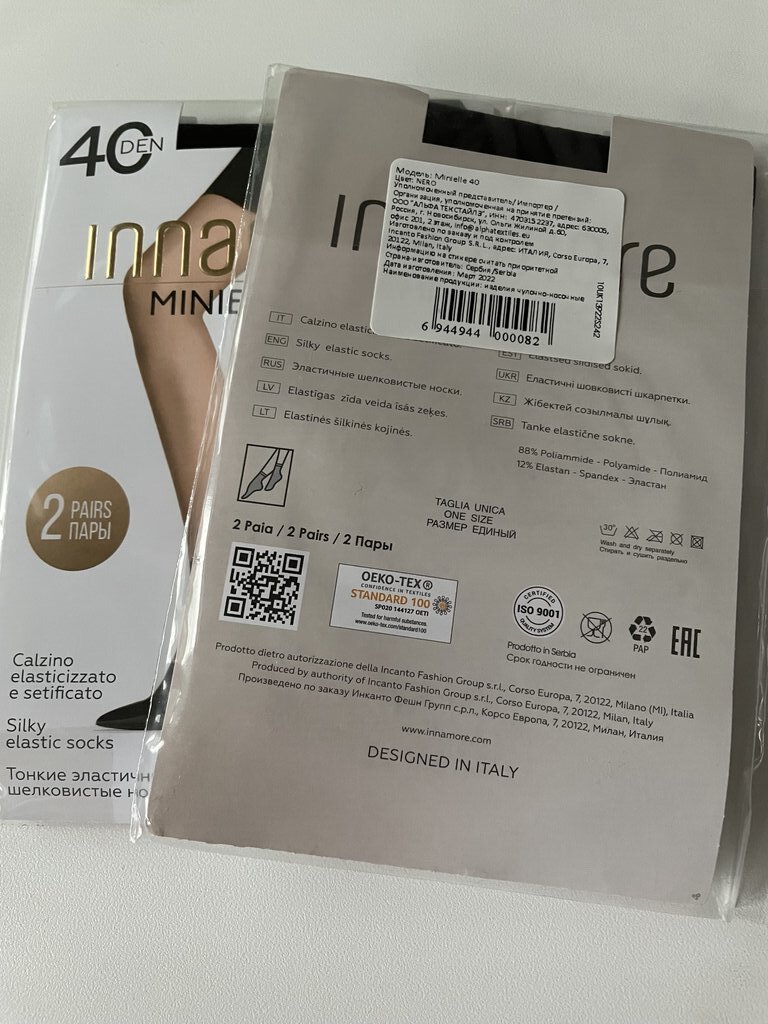 40 DEN
inna
MINIE
2 PAIRS
ПАРЫ
Calzino
elasticizzato
e setificato
Silky
elastic socks
Тонкие эластичн
шелковистые но
in
re
Модель: Minielle 40
Цвет: NERO
Уполномоченный представитель/ Импортер /
Организация, уполномоченная на принятие претензий:
ООО "АЛЬФА ТЕКСТАЙЛЗ", ИНН: 4703152237, адрес: 630005,
Россия, г. Новосибирск, ул. Ольги Жилиной д.60,
офис 201, 2 этаж, info@alphatextiles.eu
Изготовлено по заказу и под контролем
Incanto Fashion Group S.R.L., адрес: ИТАЛИЯ, Corso Europa, 7,
20122, Milan, Italy
Информацию на стикере считать приоритетной
Страна-изготовитель: Сербия/Serbia
Дата изготовления: Март 2022
Наименование продукции: изделия чулочно-носочные
6 944944 000082
IT Calzino elastic
ENG Silky elastic socks.
RUS Эластичные шелковистые носки.
LV Elastīgas zīda veida īsās zeķes.
LT Elastinės šilkinės kojinės.
EST Elastsed siidised sokid.
UKR Еластичні шовковисті шкарпетки.
KZ Жібектей созылмалы шұлық.
SRB Tanke elastične sokne.
88% Poliammide - Polyamide - Полиамид
12% Elastan - Spandex - Эластан
TAGLIA UNICA
ONE SIZE
РАЗМЕР ЕДИНЫЙ
30°
Wash and dry separately
Стирать и сушить раздельно
2 Paia / 2 Pairs / 2 Пары
OEKO-TEX®
CONFIDENCE IN TEXTILES
STANDARD 100
SP020 144127 OETI
Tested for harmful substances.
www.oeko-tex.com/standard100
CERTIFIED
ISO 9001
QUALITY SYSTEM
22
PAP
EAC
Prodotto in Serbia
Срок годности не ограничен
Prodotto dietro autorizzazione della Incanto Fashion Group s.r.l., Corso Europa, 7, 20122, Milano (MI), Italia
Produced by authority of Incanto Fashion Group s.r.l., Corso Europa, 7, 20122, Milan, Italy
Произведено по заказу Инканто Фешн Групп с.р.л., Корсо Европа, 7, 20122, Милан, Италия
www.innamore.com
DESIGNED IN ITALY